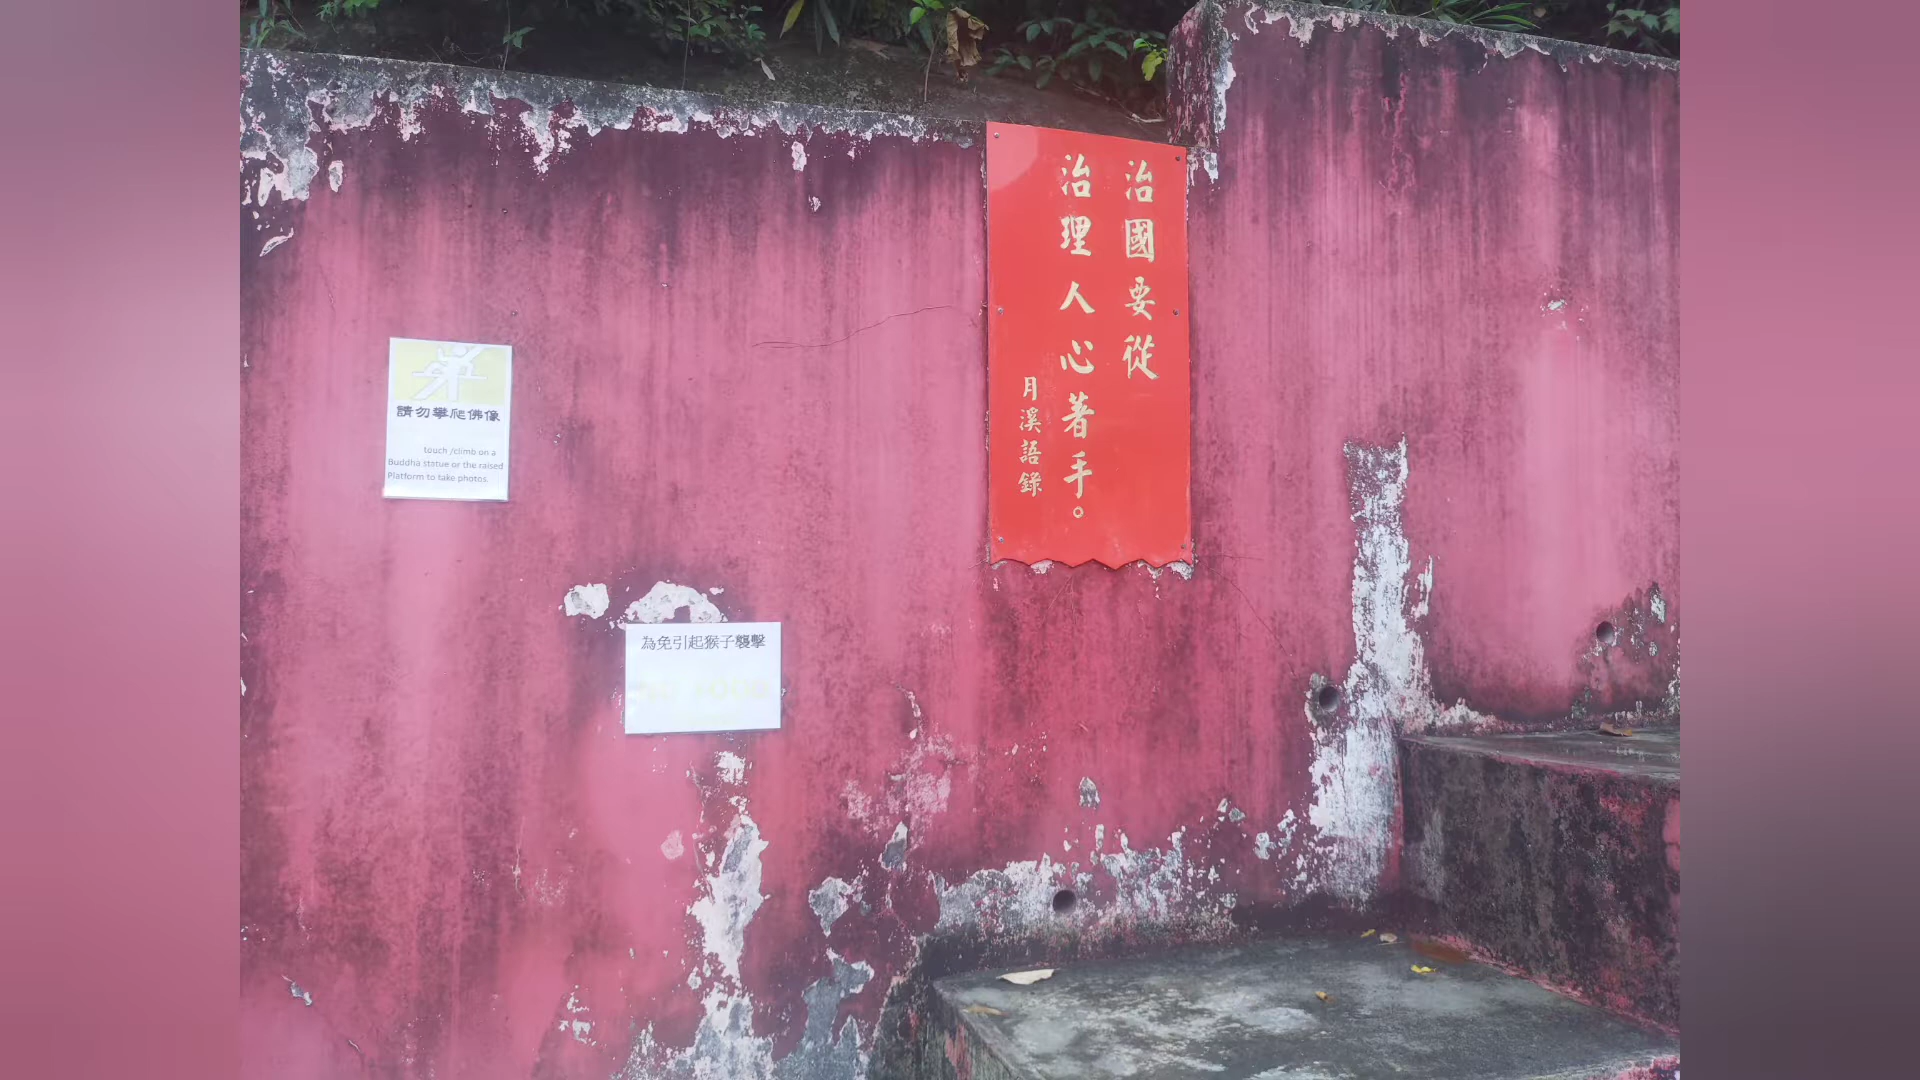 治國要從
治理人心著手。
月溪語錄
請勿攀爬佛像
touch /climb on a
Buddha statue or the raised
Platform to take photos.
為免引起猴子襲擊